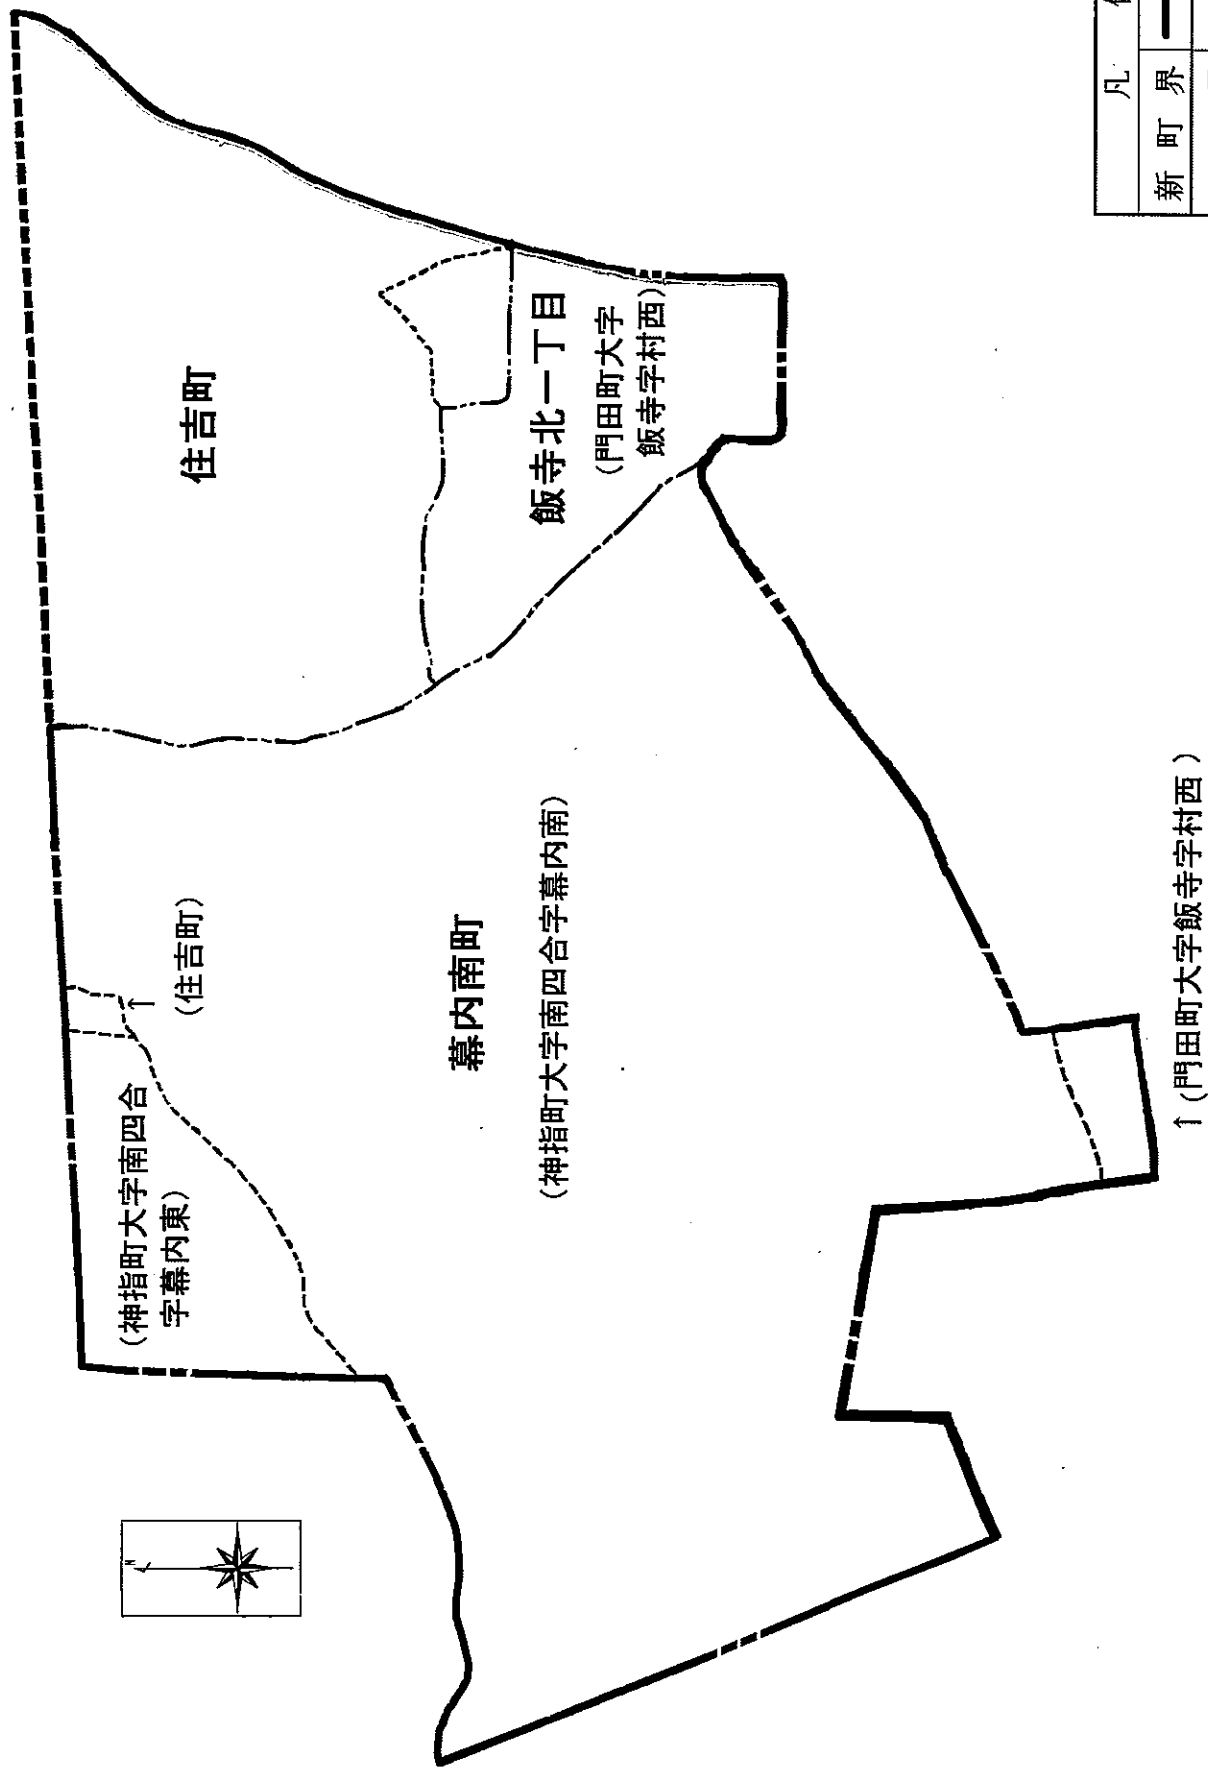 N
住吉町
飯寺北一丁目
(門田町大字
飯寺字村西)
(住吉町)
↑
幕内南町
(神指町大字南四合字幕内南)
(神指町大字南四合
字幕内東)
↑(門田町大字飯寺字村西)
凡
新町界